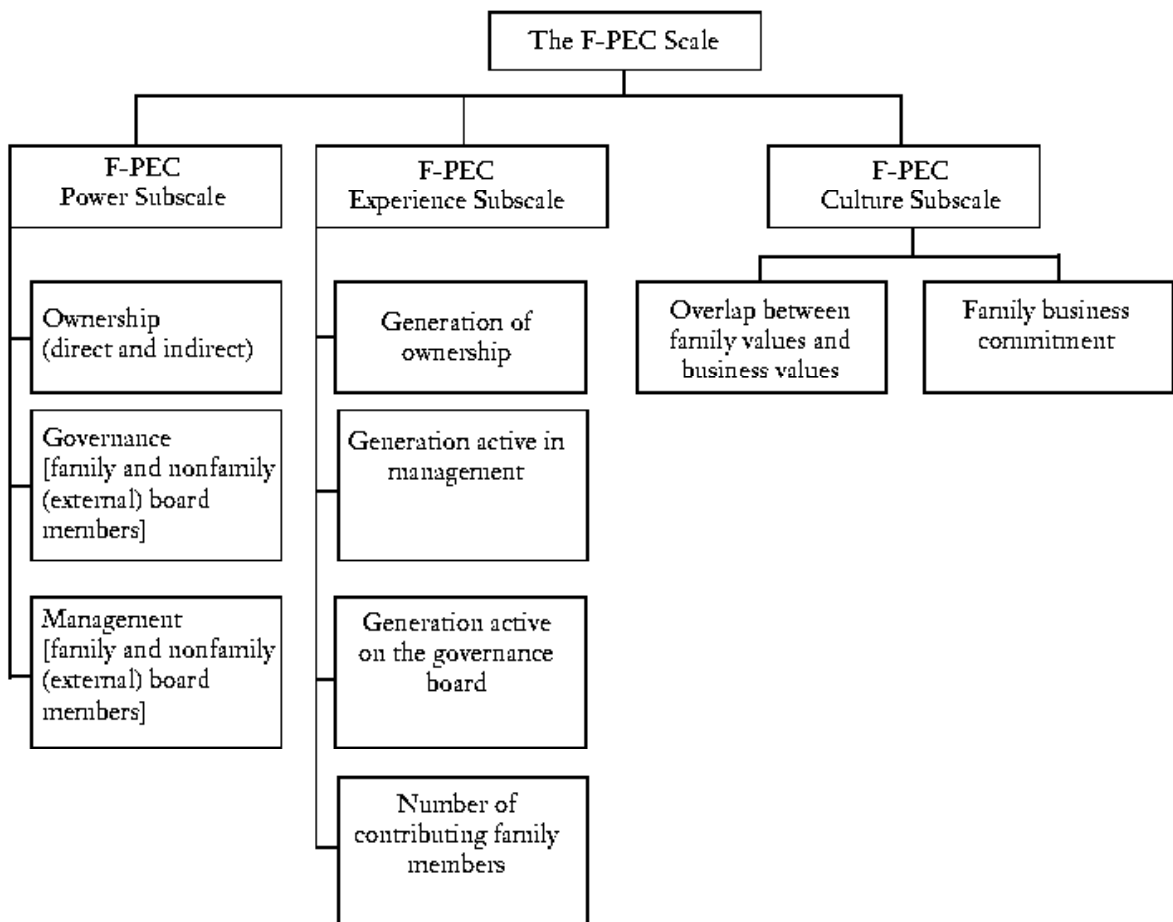 The F-PEC Scale
F-PEC
Power Subscale
Ownership
(direct and indirect)
Governance
[family and nonfamily
(external) board
members]
Management
[family and nonfamily
(external) board
members]
F-PEC
Experience Subscale
Generation of
ownership
Generation active in
management
Generation active
on the governance
board
Number of
contributing family
members
F-PEC
Culture Subscale
Overlap between
family values and
business values
Family business
commitment